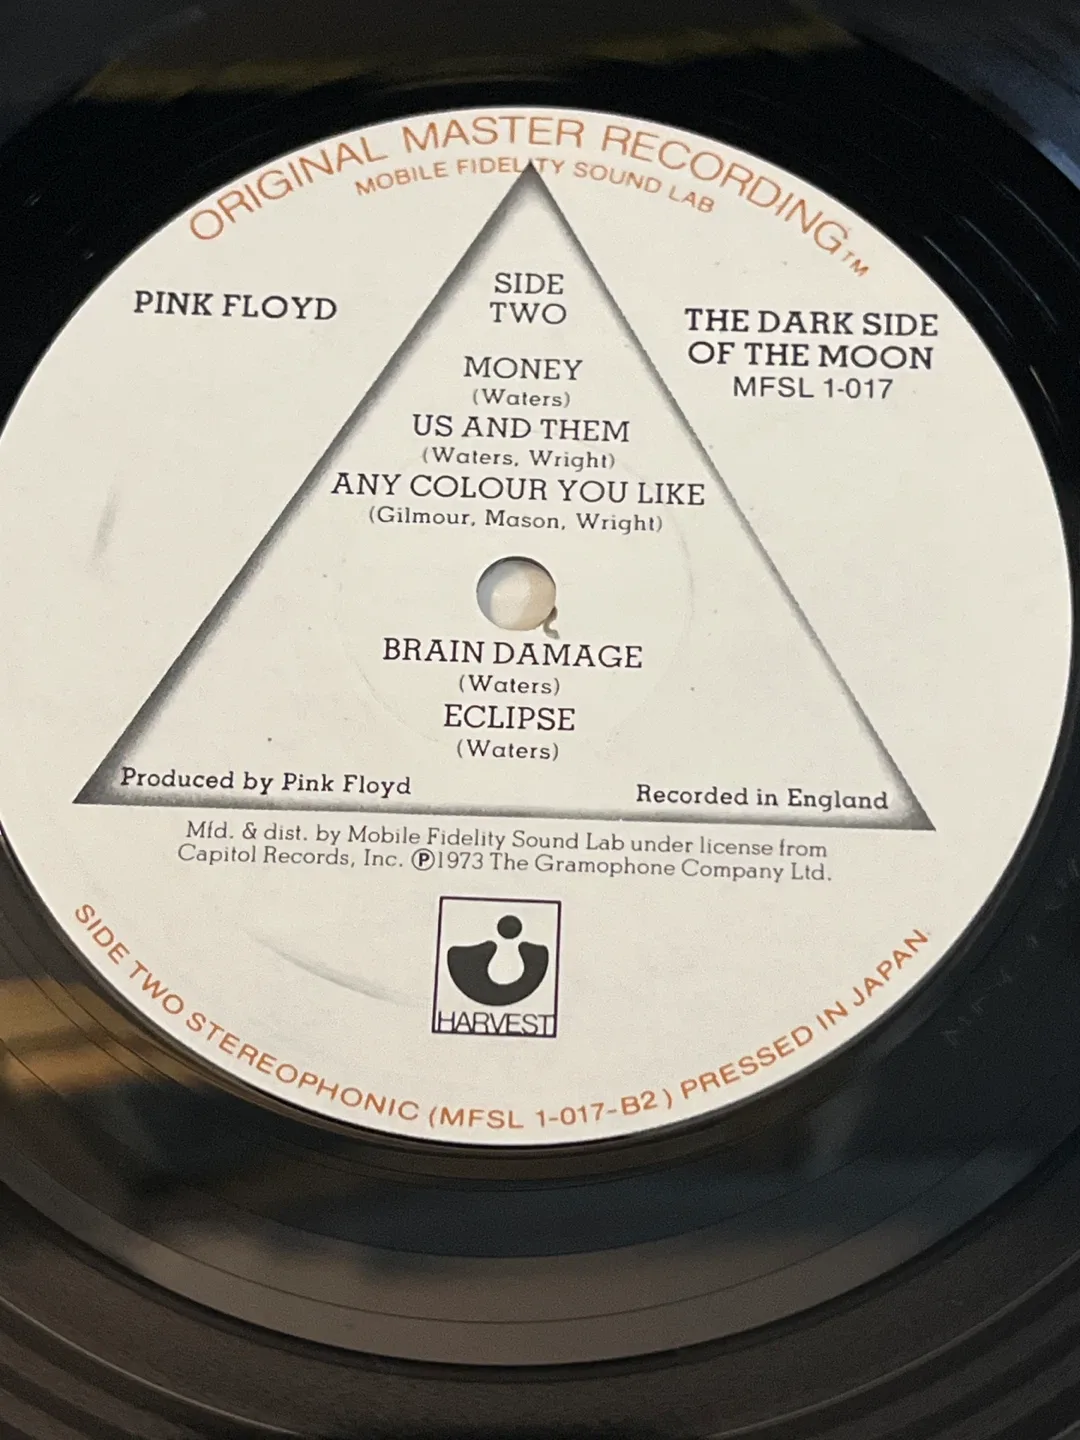 ORIGINAL MASTER RECORDING™
MOBILE FIDELITY SOUND LAB
PINK FLOYD
SIDE
TWO
THE DARK SIDE
OF THE MOON
MFSL 1-017
MONEY
(Waters)
US AND THEM
(Waters, Wright)
ANY COLOUR YOU LIKE
(Gilmour, Mason, Wright)
BRAIN DAMAGE
(Waters)
ECLIPSE
(Waters)
Produced by Pink Floyd
Recorded in England
Mfd. & dist. by Mobile Fidelity Sound Lab under license from
Capitol Records, Inc. ℗1973 The Gramophone Company Ltd.
HARVEST
SIDE TWO STEREOPHONIC (MFSL 1-017-B2) PRESSED IN JAPAN